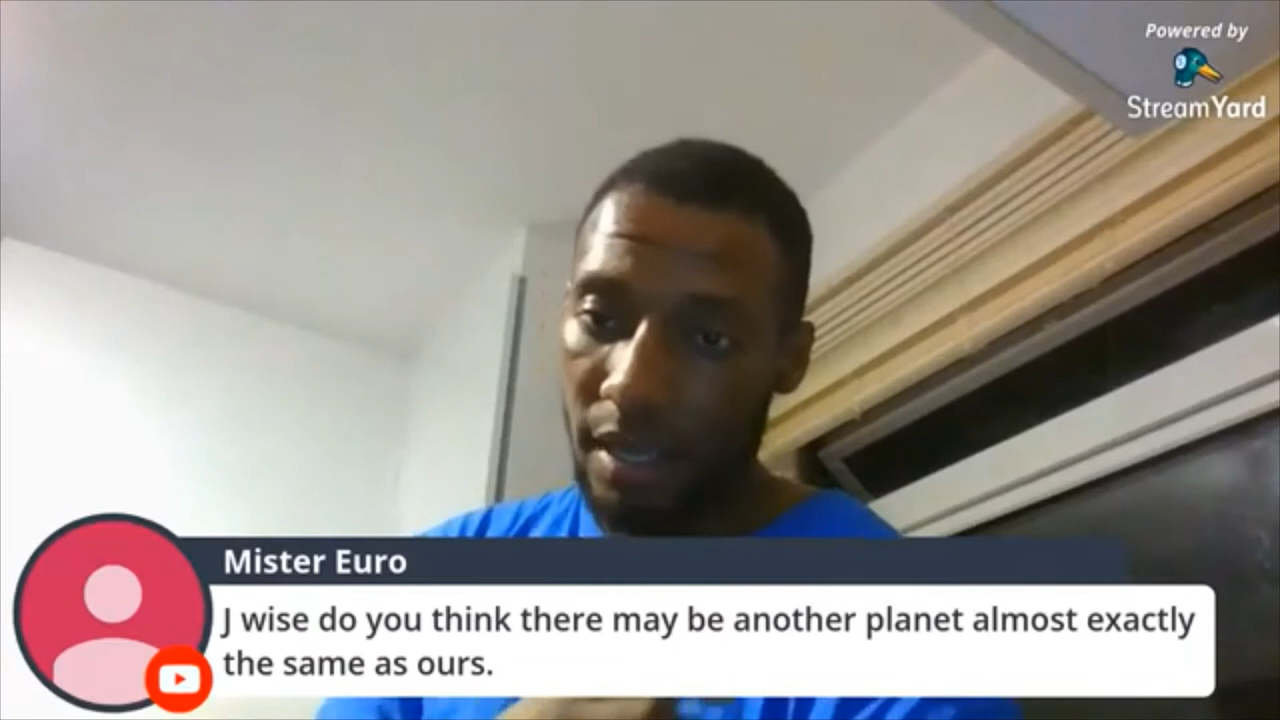 Powered by
StreamYard
Mister Euro
J wise do you think there may be another planet almost exactly
the same as ours.